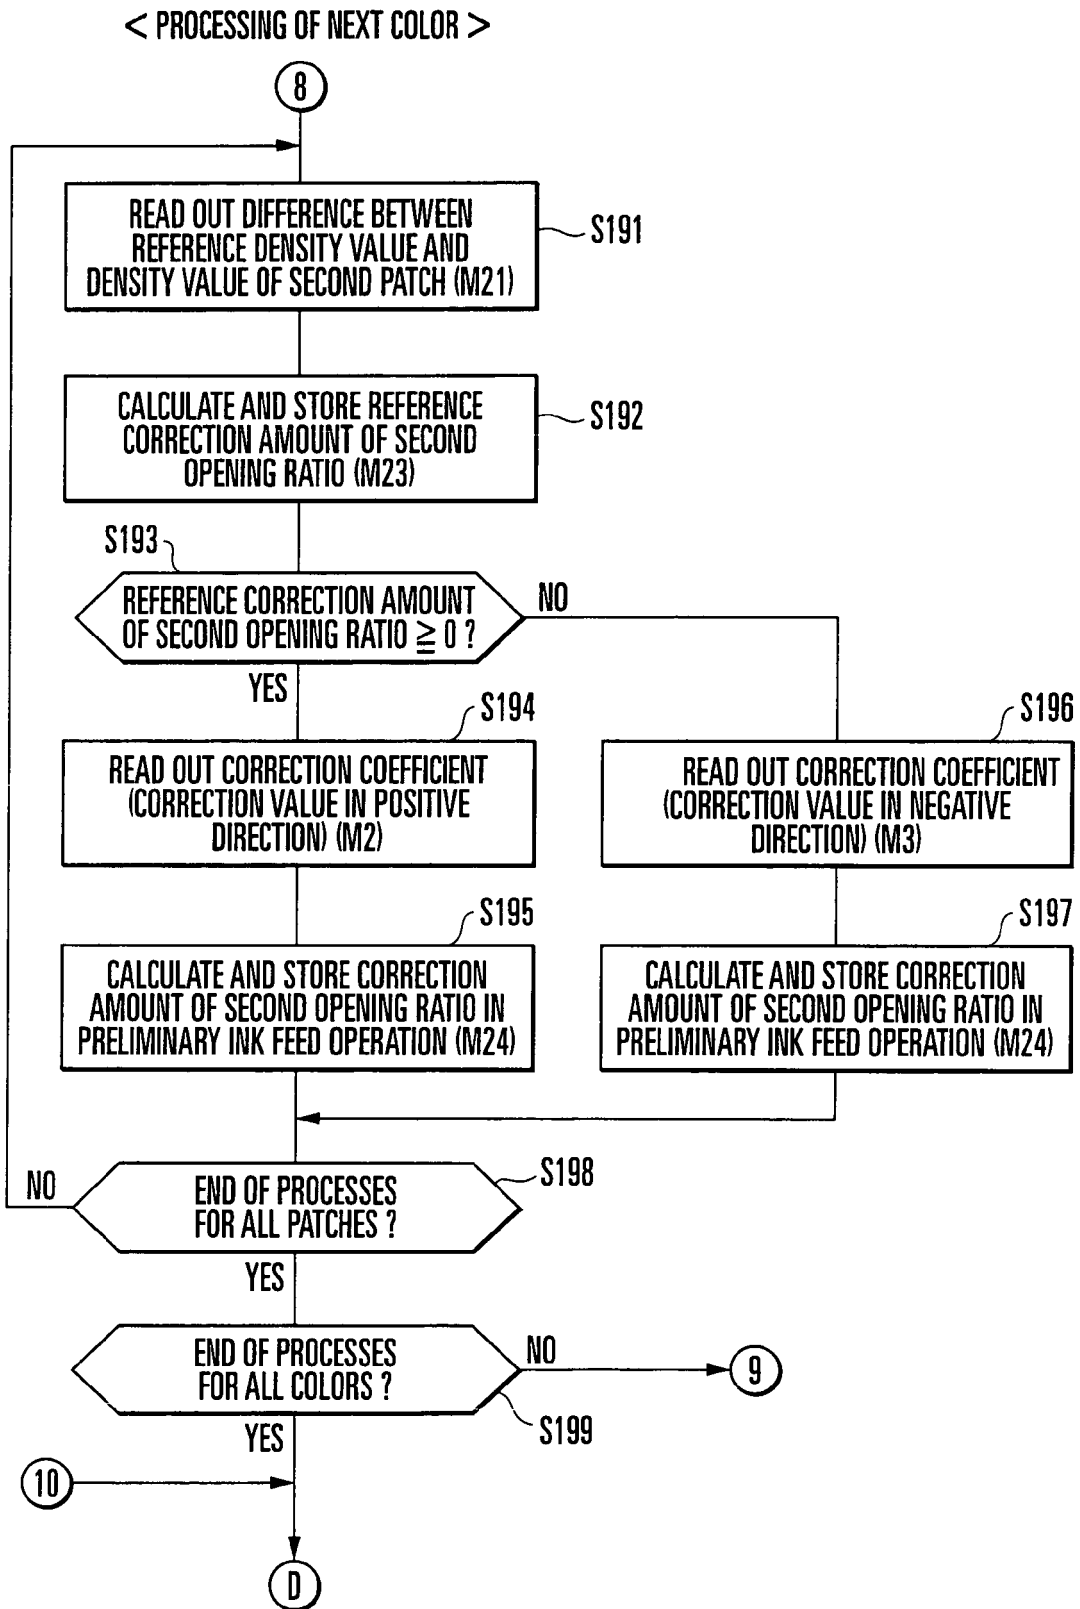 < PROCESSING OF NEXT COLOR >
8
READ OUT DIFFERENCE BETWEEN
REFERENCE DENSITY VALUE AND
DENSITY VALUE OF SECOND PATCH (M21)
S191
CALCULATE AND STORE REFERENCE
CORRECTION AMOUNT OF SECOND
OPENING RATIO (M23)
S192
S193
REFERENCE CORRECTION AMOUNT
OF SECOND OPENING RATIO ≧ 0 ?
NO
YES
S194
READ OUT CORRECTION COEFFICIENT
(CORRECTION VALUE IN POSITIVE
DIRECTION) (M2)
S196
READ OUT CORRECTION COEFFICIENT
(CORRECTION VALUE IN NEGATIVE
DIRECTION) (M3)
S195
CALCULATE AND STORE CORRECTION
AMOUNT OF SECOND OPENING RATIO IN
PRELIMINARY INK FEED OPERATION (M24)
S197
CALCULATE AND STORE CORRECTION
AMOUNT OF SECOND OPENING RATIO IN
PRELIMINARY INK FEED OPERATION (M24)
NO
END OF PROCESSES
FOR ALL PATCHES ?
S198
YES
END OF PROCESSES
FOR ALL COLORS ?
NO
9
S199
YES
10
D